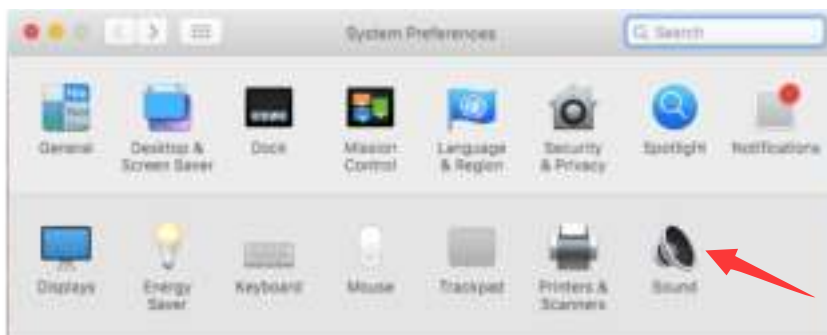 System Preferences
Search
General
Desktop &
Screen Saver
Dock
Mission
Control
Language
& Region
Security
& Privacy
Spotlight
Notifications
Displays
Energy
Saver
Keyboard
Mouse
Trackpad
Printers &
Scanners
Sound